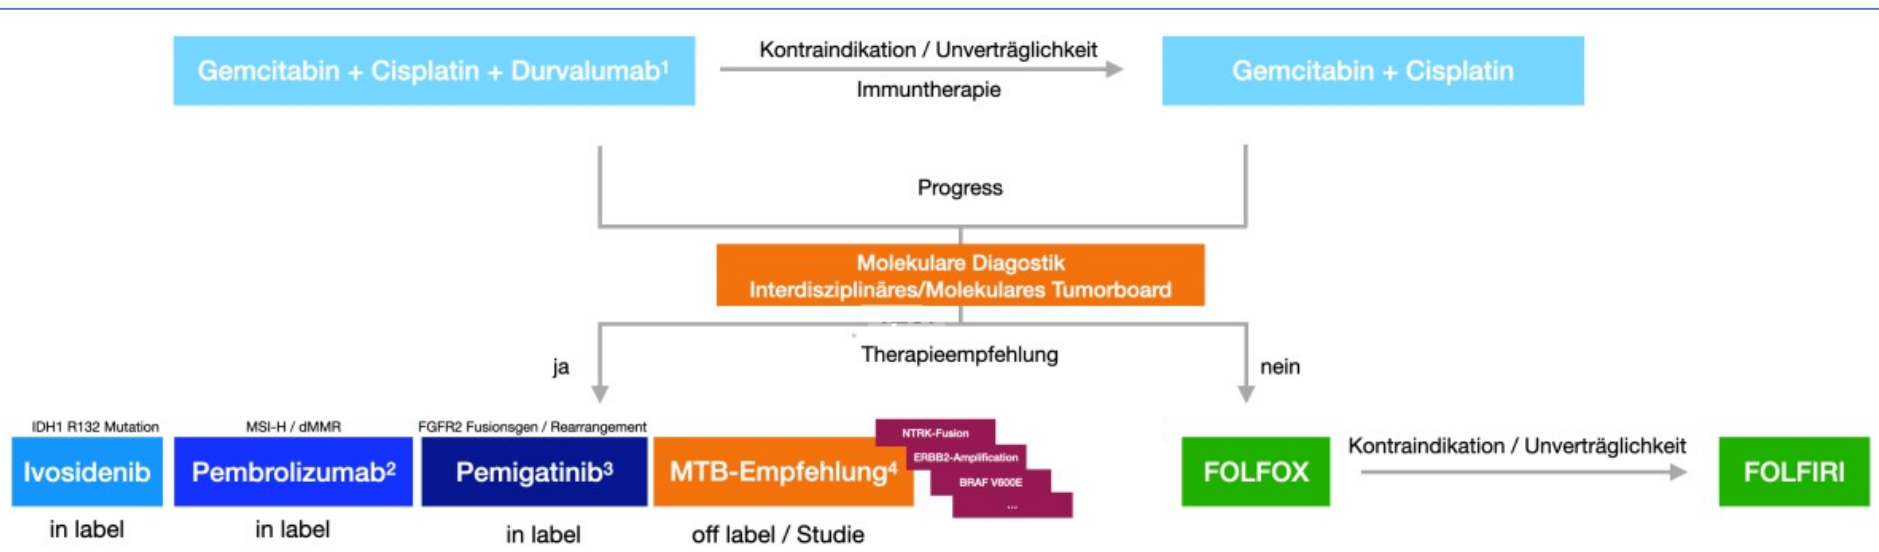 Gemcitabin + Cisplatin + Durvalumab¹
Kontraindikation / Unverträglichkeit
Immuntherapie
Gemcitabin + Cisplatin
Progress
Molekulare Diagostik
Interdisziplinäres/Molekulares Tumorboard
Therapieempfehlung
ja
nein
IDH1 R132 Mutation
Ivosidenib
in label
MSI-H / dMMR
Pembrolizumab²
in label
FGFR2 Fusionsgen / Rearrangement
Pemigatinib³
in label
MTB-Empfehlung⁴
off label / Studie
NTRK-Fusion
ERBB2-Amplification
BRAF V600E
...
FOLFOX
Kontraindikation / Unverträglichkeit
FOLFIRI